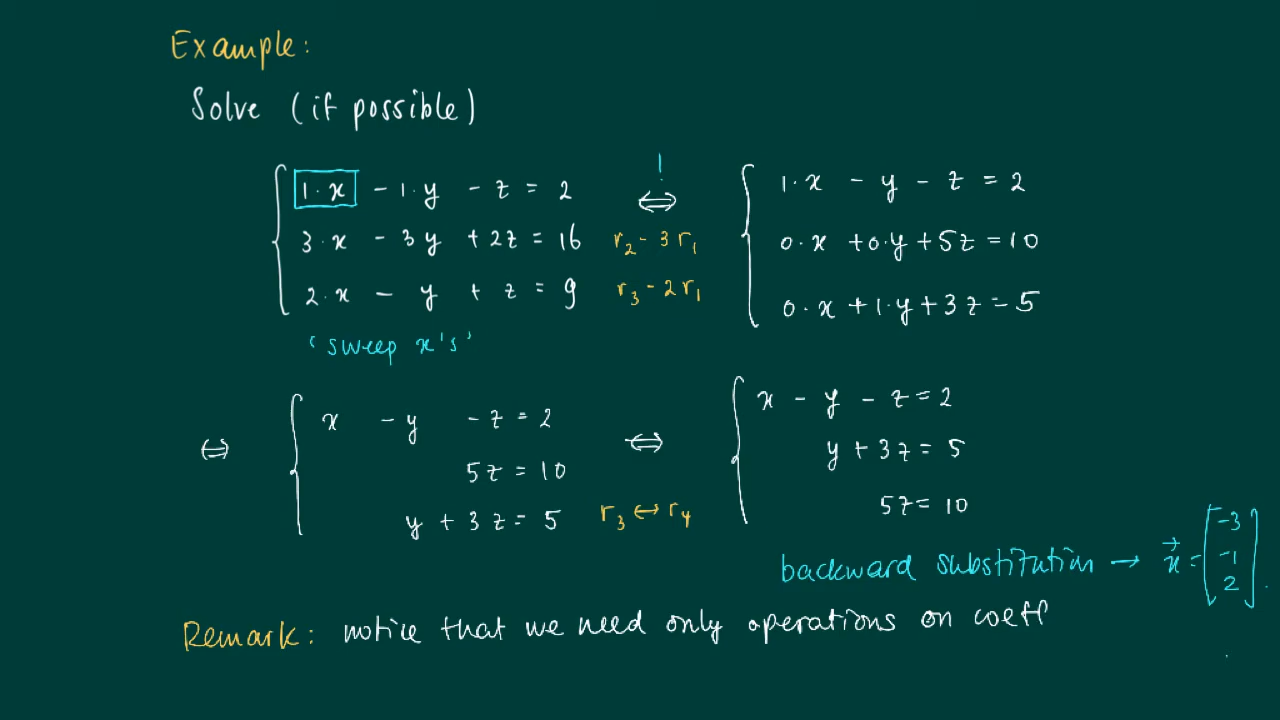 Example:
Solve (if possible)
1·x - 1·y - z = 2
3·x - 3y + 2z = 16 r₂ - 3r₁
2·x - y + z = 9 r₃ - 2r₁
'sweep x's'
! ⇔
1·x - y - z = 2
0·x + 0·y + 5z = 10
0·x + 1·y + 3z = 5
⇔ x - y - z = 2
5z = 10
y + 3z = 5 r₃ ↔ r₄
⇔ x - y - z = 2
y + 3z = 5
5z = 10
backward substitution → x⃗ = [-3 -1 2].
Remark: notice that we need only operations on coeff